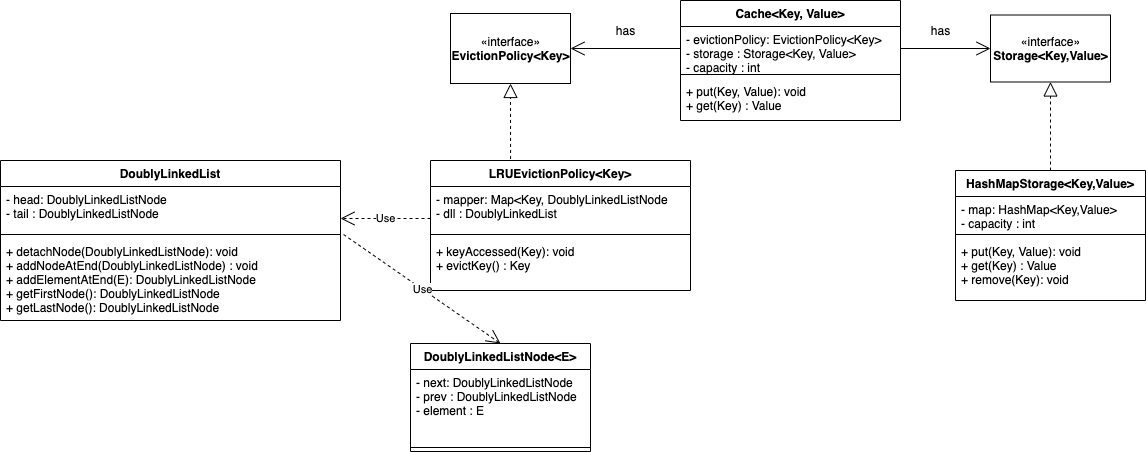 Cache<Key, Value>
- evictionPolicy: EvictionPolicy<Key>
- storage : Storage<Key, Value>
- capacity : int
+ put(Key, Value): void
+ get(Key) : Value
has
has
«interface»
EvictionPolicy<Key>
«interface»
Storage<Key,Value>
DoublyLinkedList
- head: DoublyLinkedListNode
- tail : DoublyLinkedListNode
+ detachNode(DoublyLinkedListNode): void
+ addNodeAtEnd(DoublyLinkedListNode) : void
+ addElementAtEnd(E): DoublyLinkedListNode
+ getFirstNode(): DoublyLinkedListNode
+ getLastNode(): DoublyLinkedListNode
Use
LRUEvictionPolicy<Key>
- mapper: Map<Key, DoublyLinkedListNode
- dll : DoublyLinkedList
+ keyAccessed(Key): void
+ evictKey() : Key
HashMapStorage<Key,Value>
- map: HashMap<Key,Value>
- capacity : int
+ put(Key, Value): void
+ get(Key) : Value
+ remove(Key): void
Use
DoublyLinkedListNode<E>
- next: DoublyLinkedListNode
- prev : DoublyLinkedListNode
- element : E